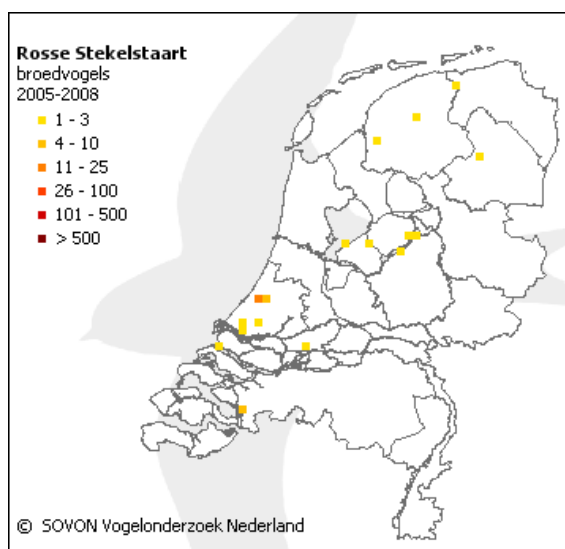 Rosse Stekelstaart
broedvogels
2005-2008
1 - 3
4 - 10
11 - 25
26 - 100
101 - 500
> 500
© SOVON Vogelonderzoek Nederland